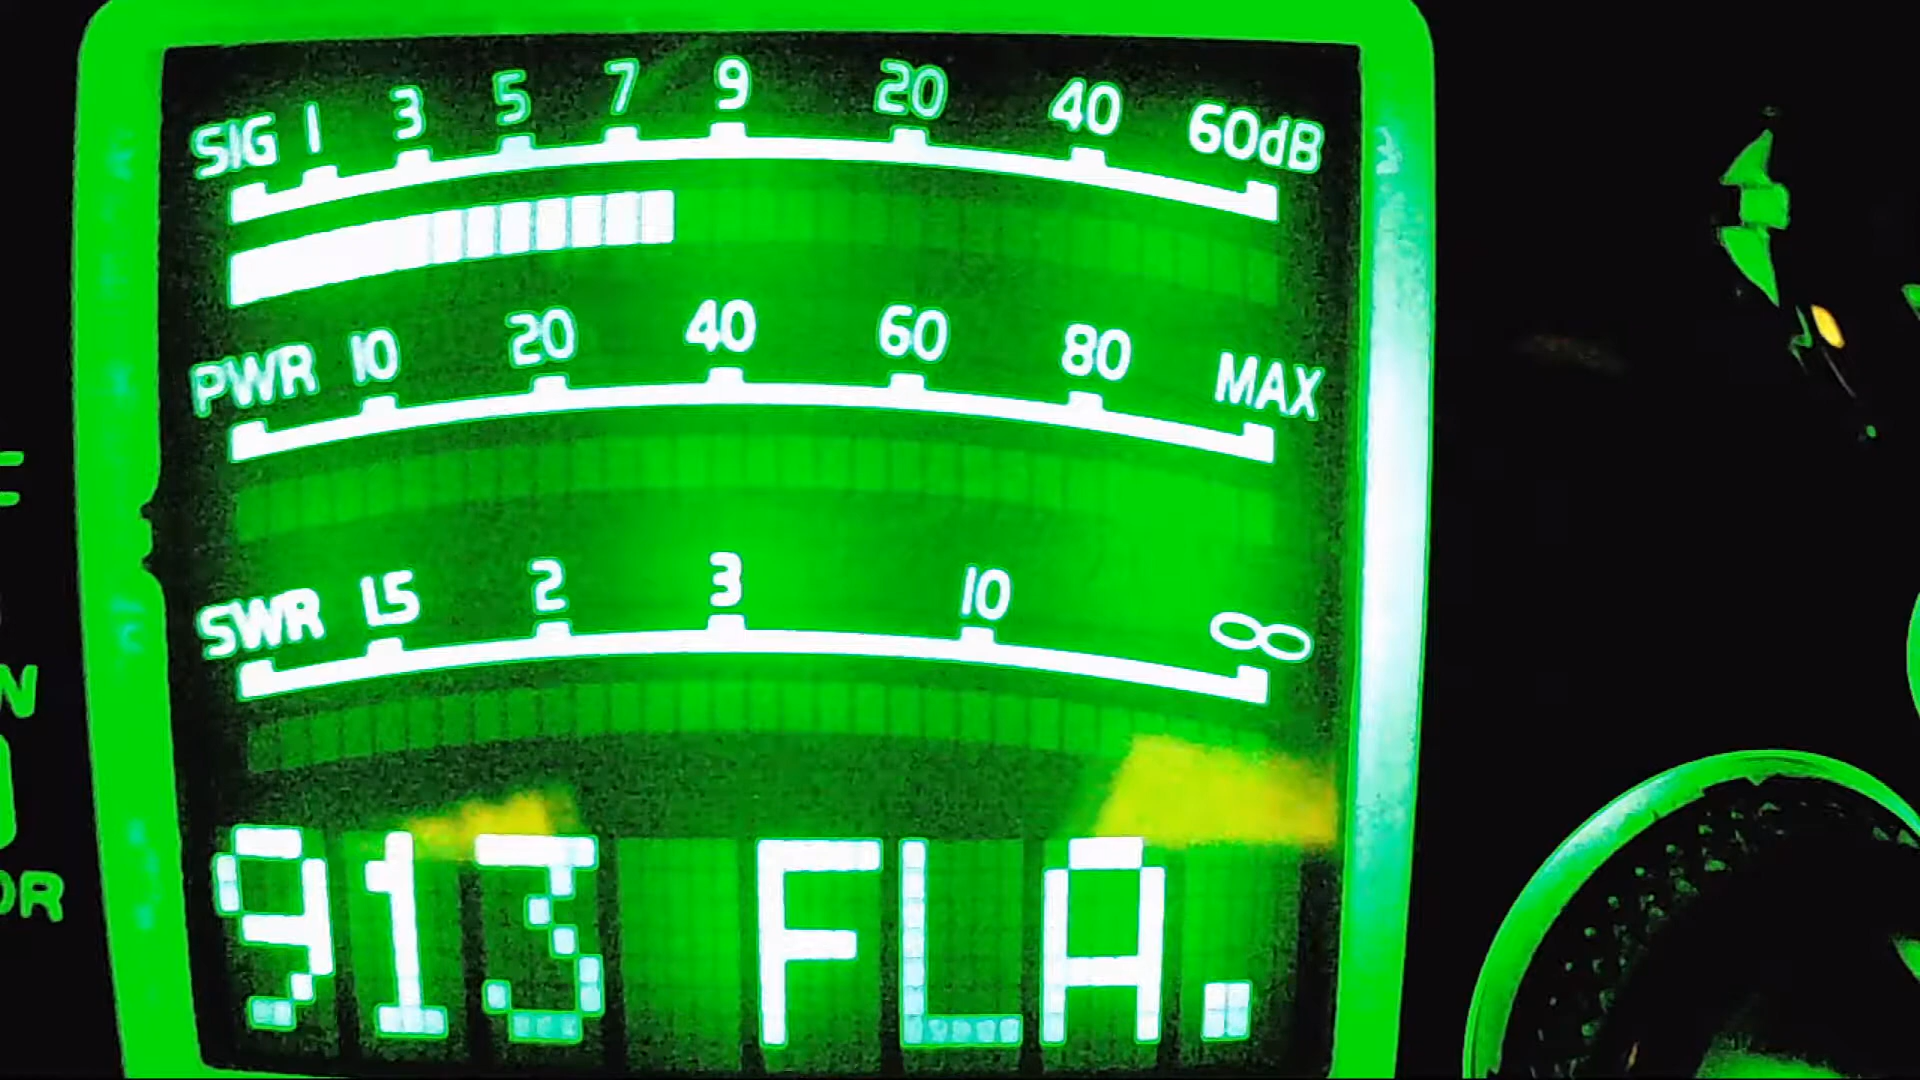 SIG 1 3 5 7 9 20 40 60dB
PWR 10 20 40 60 80 MAX
SWR 1.5 2 3 10 ∞
913 FLA.
N
OR